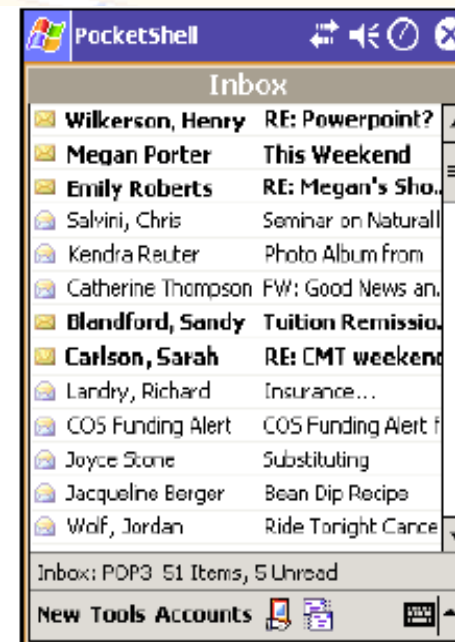 PocketShell
Inbox
Wilkerson, Henry RE: Powerpoint?
Megan Porter This Weekend
Emily Roberts RE: Megan's Sho..
Salvini, Chris Seminar on Naturall
Kendra Reuter Photo Album from
Catherine Thompson FW: Good News an.
Blandford, Sandy Tuition Remissio.
Carlson, Sarah RE: CMT weekend
Landry, Richard Insurance...
COS Funding Alert COS Funding Alert f
Joyce Stone Substituting
Jacqueline Berger Bean Dip Recipe
Wolf, Jordan Ride Tonight Cance
Inbox: POP3 51 Items, 5 Unread
New Tools Accounts